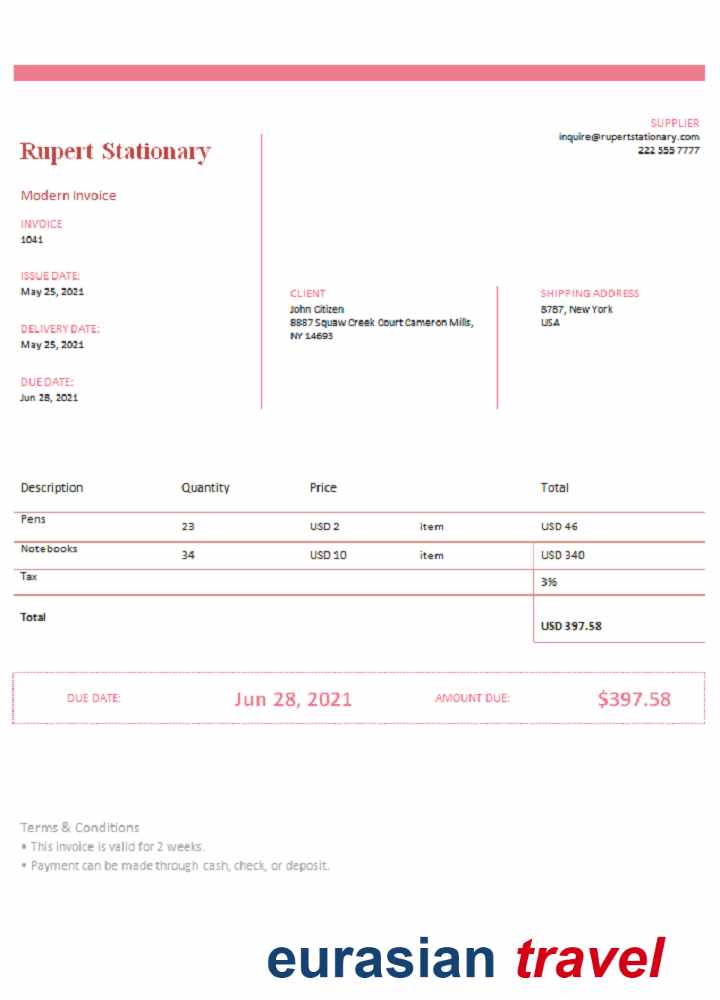 SUPPLIER
inquire@rupertstationary.com
222 555 7777
Rupert Stationary
Modern Invoice
INVOICE
1041
ISSUE DATE:
May 25, 2021
DELIVERY DATE:
May 25, 2021
DUE DATE:
Jun 28, 2021
CLIENT
John Citizen
8887 Squaw Creek Court Cameron Mills,
NY 14693
SHIPPING ADDRESS
8787, New York
USA
Description Quantity Price Total
Pens 23 USD 2 item USD 46
Notebooks 34 USD 10 item USD 340
Tax 3%
Total USD 397.58
DUE DATE: Jun 28, 2021 AMOUNT DUE: $397.58
Terms & Conditions
• This invoice is valid for 2 weeks.
• Payment can be made through cash, check, or deposit.
eurasian travel